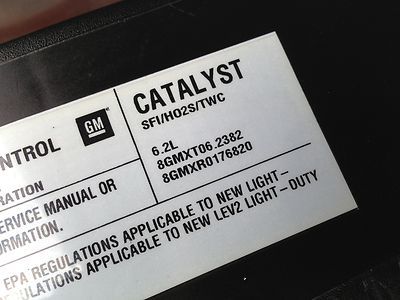 GM
CATALYST
SFI/HO2S/TWC
NTROL
6.2L
8GMXT06.2382
8GMXR0176820
RATION
SERVICE MANUAL OR
ORMATION.
EPA REGULATIONS APPLICABLE TO NEW LIGHT-
ULATIONS APPLICABLE TO NEW LEV2 LIGHT-DUTY